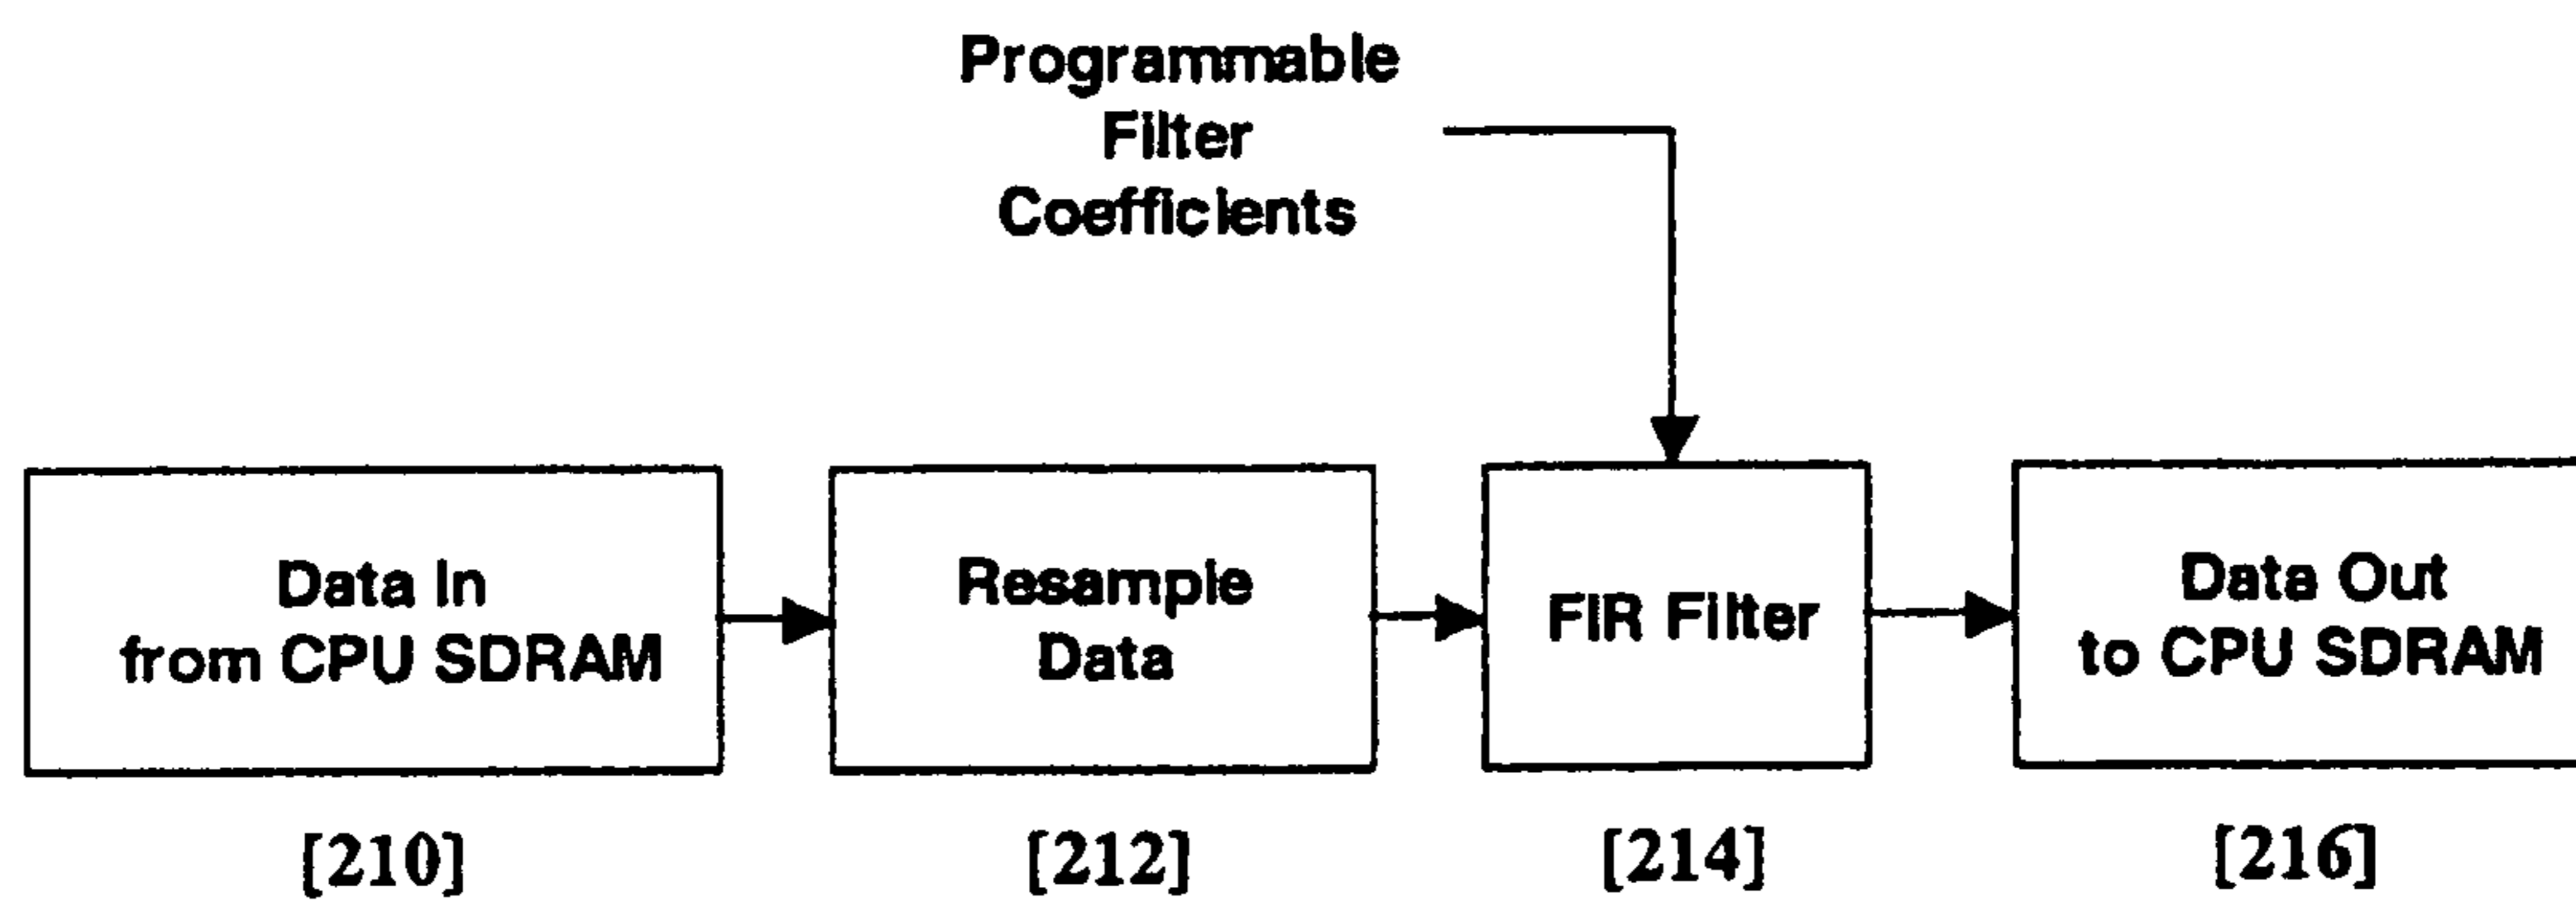 Programmable
Filter
Coefficients
Data In
from CPU SDRAM
Resample
Data
FIR Filter
Data Out
to CPU SDRAM
[210]
[212]
[214]
[216]